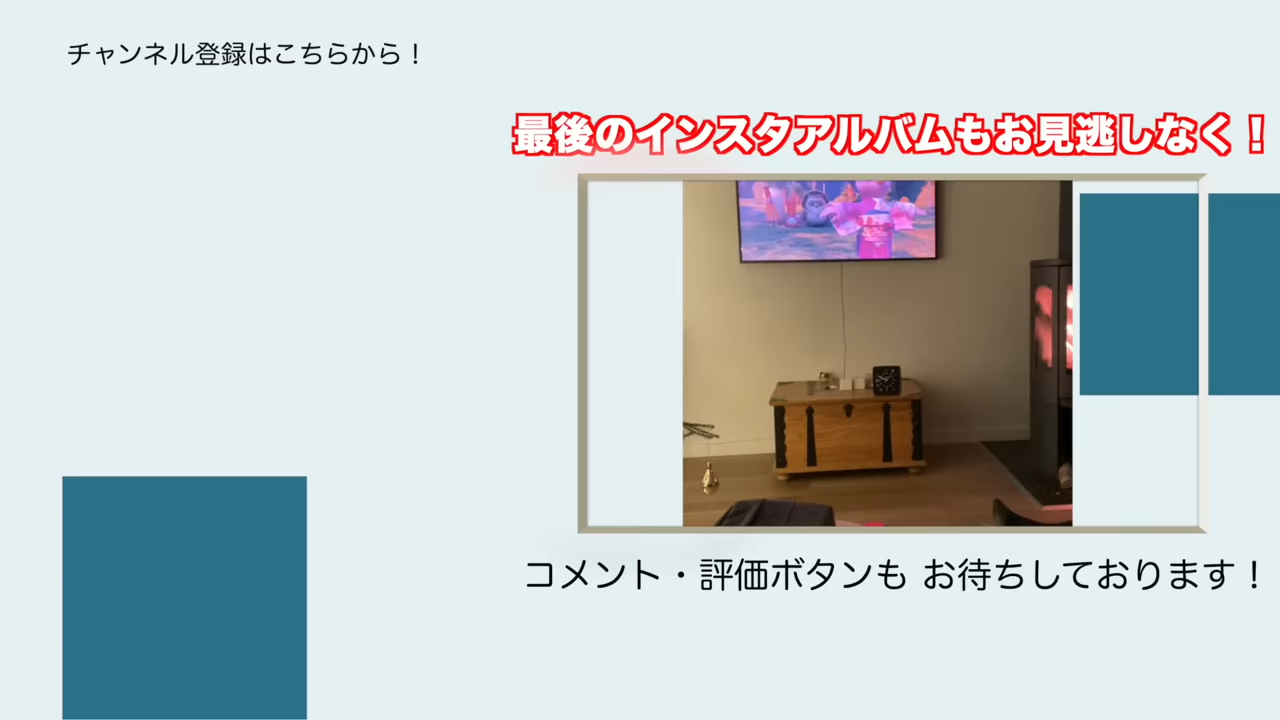 チャンネル登録はこちらから！
最後のインスタアルバムもお見逃しなく！
コメント・評価ボタンも お待ちしております！